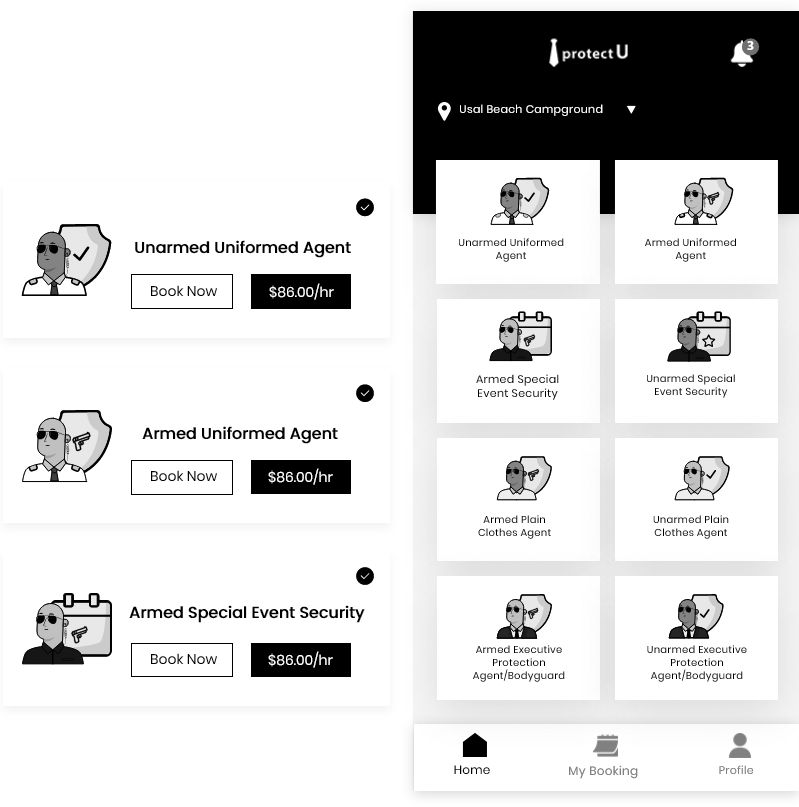 Unarmed Uniformed Agent
Book Now
$86.00/hr
Armed Uniformed Agent
Book Now
$86.00/hr
Armed Special Event Security
Book Now
$86.00/hr
protect U
3
Usal Beach Campground
Unarmed Uniformed
Agent
Armed Uniformed
Agent
Armed Special
Event Security
Unarmed Special
Event Security
Armed Plain
Clothes Agent
Unarmed Plain
Clothes Agent
Armed Executive
Protection
Agent/Bodyguard
Unarmed Executive
Protection
Agent/Bodyguard
Home
My Booking
Profile